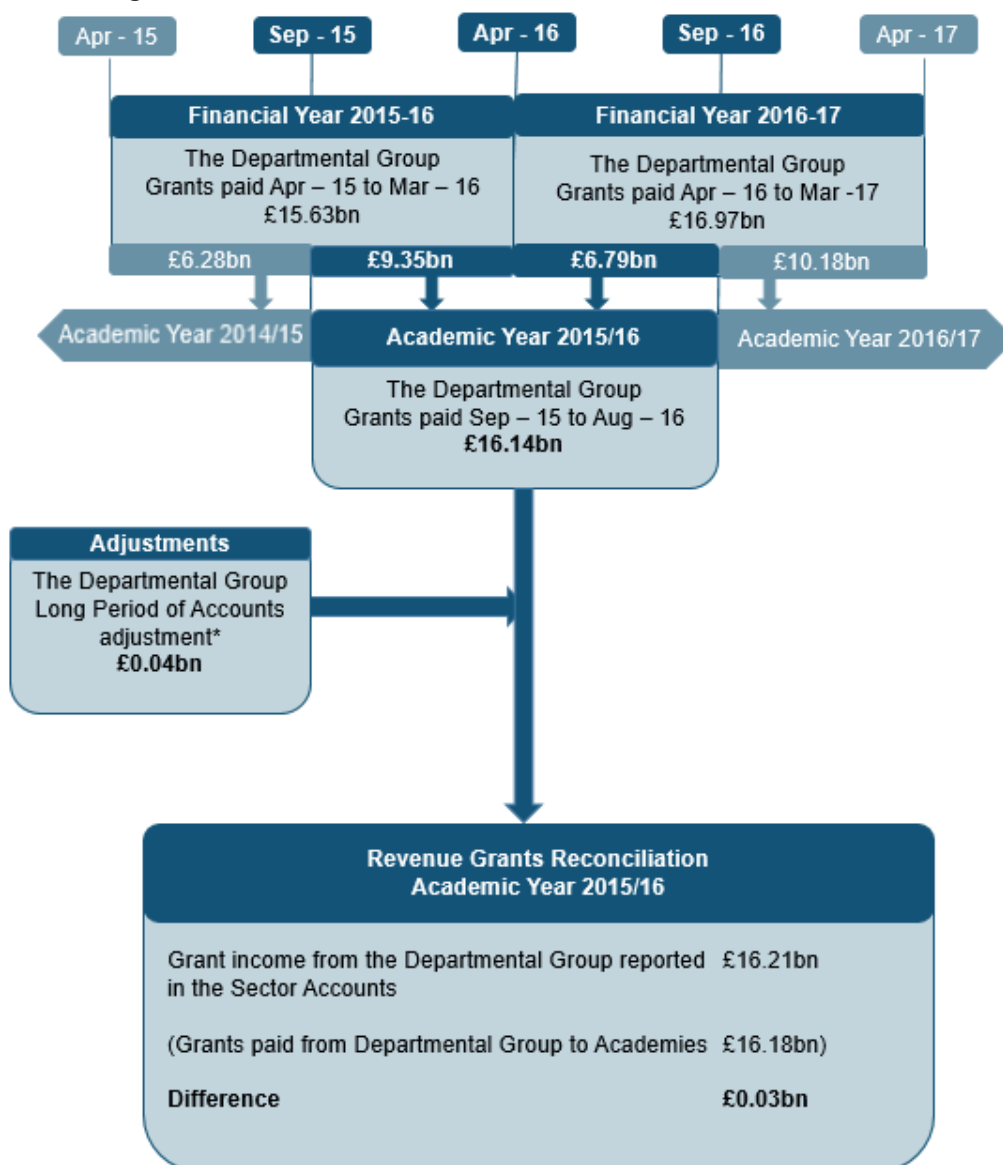 Apr - 15
Sep - 15
Apr - 16
Sep - 16
Apr - 17
Financial Year 2015-16
The Departmental Group
Grants paid Apr – 15 to Mar – 16
£15.63bn
Financial Year 2016-17
The Departmental Group
Grants paid Apr – 16 to Mar -17
£16.97bn
£6.28bn
£9.35bn
£6.79bn
£10.18bn
Academic Year 2014/15
Academic Year 2015/16
Academic Year 2016/17
The Departmental Group
Grants paid Sep – 15 to Aug – 16
£16.14bn
Adjustments
The Departmental Group
Long Period of Accounts
adjustment*
£0.04bn
Revenue Grants Reconciliation
Academic Year 2015/16
Grant income from the Departmental Group reported £16.21bn
in the Sector Accounts
(Grants paid from Departmental Group to Academies £16.18bn)
Difference £0.03bn